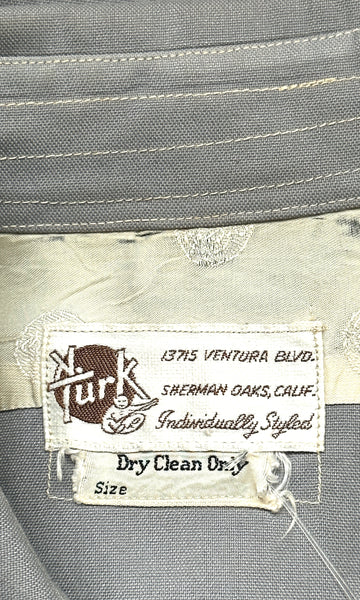 Turk
13715 VENTURA BLVD.
SHERMAN OAKS, CALIF.
Individually Styled
Dry Clean Only
Size